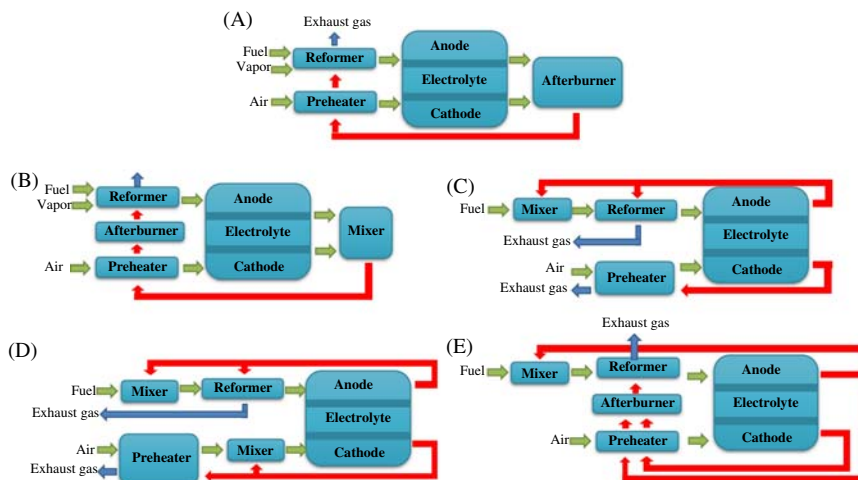 (A)
Exhaust gas
Fuel
Vapor
Reformer
Anode
Electrolyte
Cathode
Afterburner
Air
Preheater
(B)
Fuel
Vapor
Reformer
Afterburner
Air
Preheater
Anode
Electrolyte
Cathode
Mixer
(C)
Fuel
Mixer
Reformer
Anode
Electrolyte
Cathode
Exhaust gas
Air
Exhaust gas
Preheater
(D)
Fuel
Mixer
Reformer
Anode
Electrolyte
Cathode
Exhaust gas
Air
Exhaust gas
Preheater
Mixer
(E)
Exhaust gas
Fuel
Mixer
Reformer
Afterburner
Air
Preheater
Anode
Electrolyte
Cathode